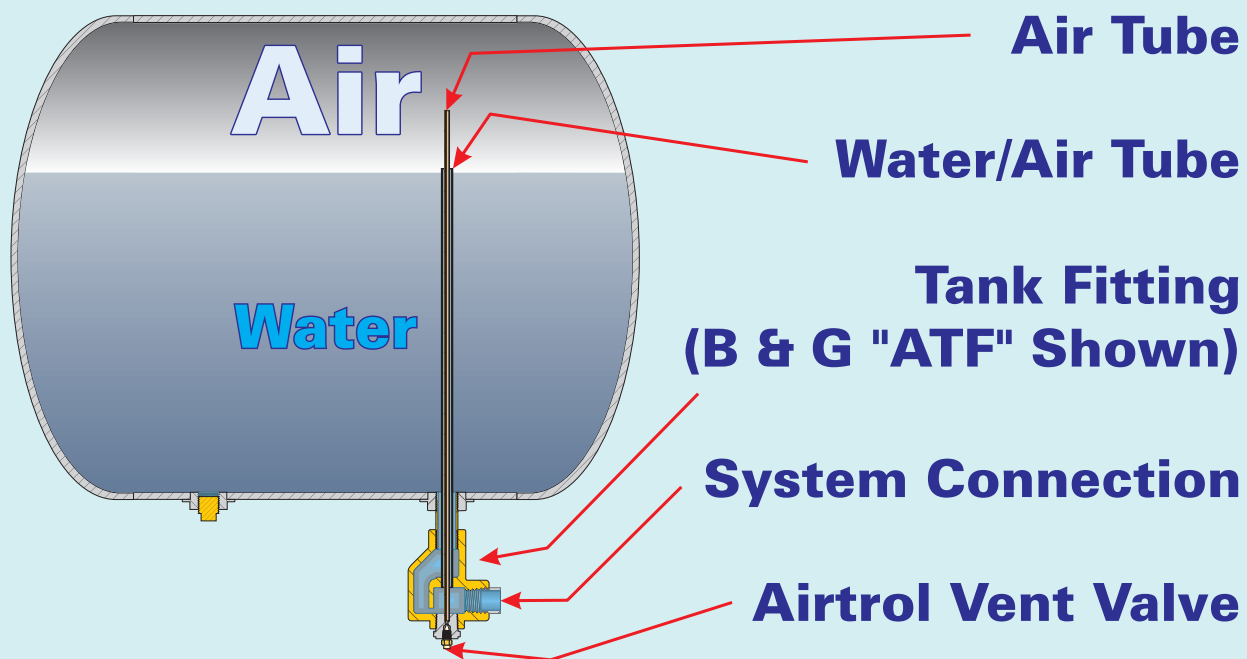 Air
Water
Air Tube
Water/Air Tube
Tank Fitting
(B & G "ATF" Shown)
System Connection
Airtrol Vent Valve